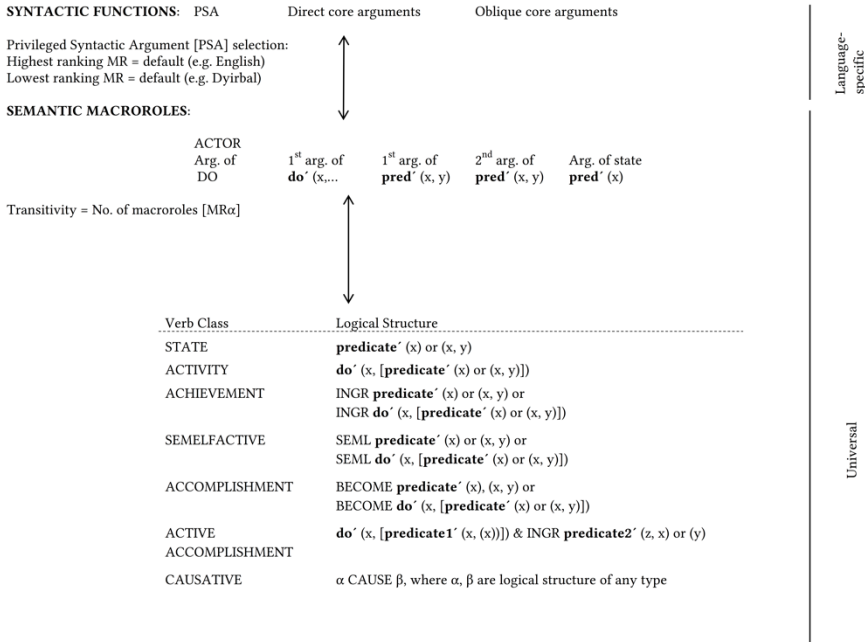 SYNTACTIC FUNCTIONS: PSA Direct core arguments Oblique core arguments
Privileged Syntactic Argument [PSA] selection:
Highest ranking MR = default (e.g. English)
Lowest ranking MR = default (e.g. Dyirbal)
Language-
specific
SEMANTIC MACROROLES:
ACTOR
Arg. of 1st arg. of 1st arg. of 2nd arg. of Arg. of state
DO do´ (x,... pred´ (x, y) pred´ (x, y) pred´ (x)
Transitivity = No. of macroroles [MRα]
Verb Class Logical Structure
STATE predicate´ (x) or (x, y)
ACTIVITY do´ (x, [predicate´ (x) or (x, y)])
ACHIEVEMENT INGR predicate´ (x) or (x, y) or
INGR do´ (x, [predicate´ (x) or (x, y)])
SEMELFACTIVE SEML predicate´ (x) or (x, y) or
SEML do´ (x, [predicate´ (x) or (x, y)])
ACCOMPLISHMENT BECOME predicate´ (x), (x, y) or
BECOME do´ (x, [predicate´ (x) or (x, y)])
ACTIVE do´ (x, [predicate1´ (x, (x))]) & INGR predicate2´ (z, x) or (y)
ACCOMPLISHMENT
CAUSATIVE α CAUSE β, where α, β are logical structure of any type
Universal